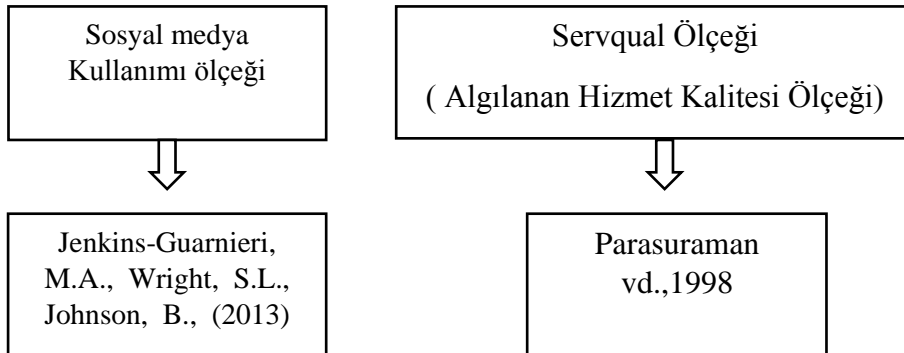 Sosyal medya
Kullanımı ölçeği
Servqual Ölçeği
( Algılanan Hizmet Kalitesi Ölçeği)
Jenkins-Guarnieri,
M.A., Wright, S.L.,
Johnson, B., (2013)
Parasuraman
vd.,1998